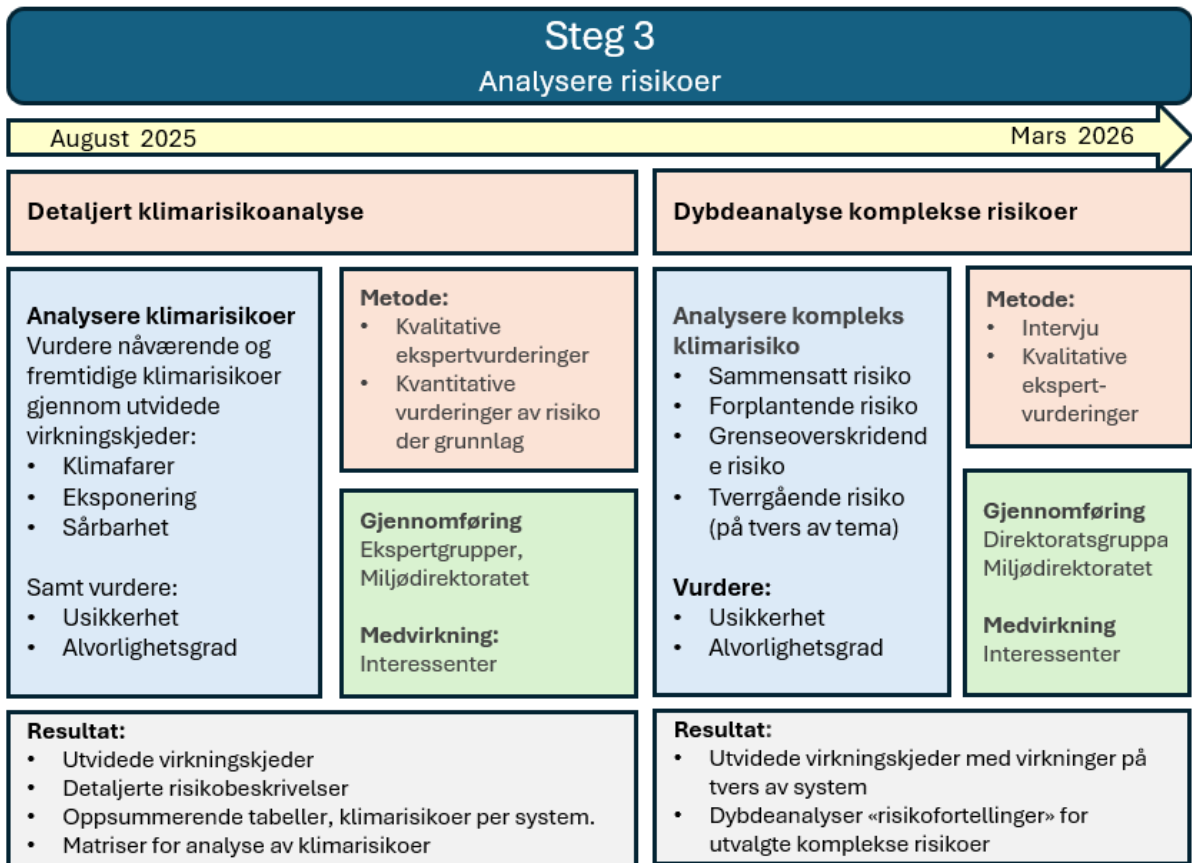 Steg 3
Analysere risikoer
August 2025
Mars 2026
Detaljert klimarisikoanalyse
Analysere klimarisikoer
Vurdere nåværende og
fremtidige klimarisikoer
gjennom utvidede
virkningskjeder:
• Klimafarer
• Eksponering
• Sårbarhet
Samt vurdere:
• Usikkerhet
• Alvorlighetsgrad
Metode:
• Kvalitative
ekspertvurderinger
• Kvantitative
vurderinger av risiko
der grunnlag
Gjennomføring
Ekspertgrupper,
Miljødirektoratet
Medvirkning:
Interessenter
Resultat:
• Utvidede virkningskjeder
• Detaljerte risikobeskrivelser
• Oppsummerende tabeller, klimarisikoer per system.
• Matriser for analyse av klimarisikoer
Dybdeanalyse komplekse risikoer
Analysere kompleks
klimarisiko
• Sammensatt risiko
• Forplantende risiko
• Grenseoverskridend
e risiko
• Tverrgående risiko
(på tvers av tema)
Vurdere:
• Usikkerhet
• Alvorlighetsgrad
Metode:
• Intervju
• Kvalitative
ekspert-
vurderinger
Gjennomføring
Direktoratsgruppa
Miljødirektoratet
Medvirkning
Interessenter
Resultat:
• Utvidede virkningskjeder med virkninger på
tvers av system
• Dybdeanalyser «risikofortellinger» for
utvalgte komplekse risikoer